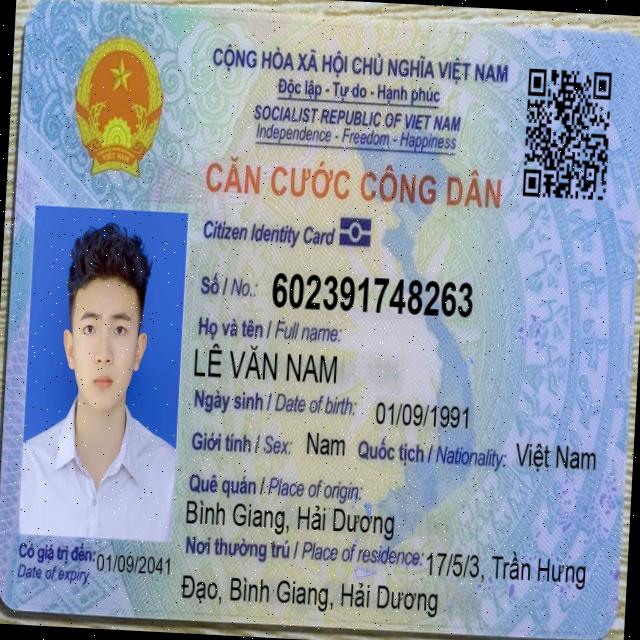 CỘNG HÒA XÃ HỘI CHỦ NGHĨA VIỆT NAM
Độc lập - Tự do - Hạnh phúc
SOCIALIST REPUBLIC OF VIET NAM
Independence - Freedom - Happiness
CĂN CƯỚC CÔNG DÂN
Citizen Identity Card
Số / No.: 602391748263
Họ và tên / Full name:
LÊ VĂN NAM
Ngày sinh / Date of birth: 01/09/1991
Giới tính / Sex: Nam Quốc tịch / Nationality: Việt Nam
Quê quán / Place of origin:
Bình Giang, Hải Dương
Nơi thường trú / Place of residence: 17/5/3, Trần Hưng
Đạo, Bình Giang, Hải Dương
Có giá trị đến: 01/09/2041
Date of expiry
VIỆT NAM